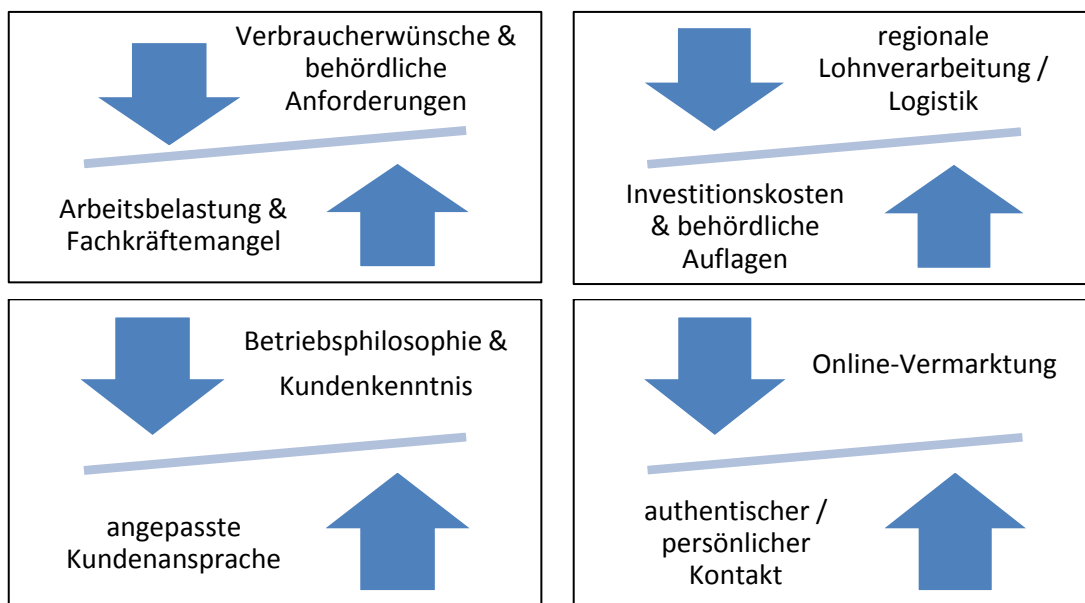 Verbraucherwünsche &
behördliche
Anforderungen
Arbeitsbelastung &
Fachkräftemangel
regionale
Lohnverarbeitung /
Logistik
Investitionskosten
& behördliche
Auflagen
Betriebsphilosophie &
Kundenkenntnis
angepasste
Kundenansprache
Online-Vermarktung
authentischer /
persönlicher
Kontakt